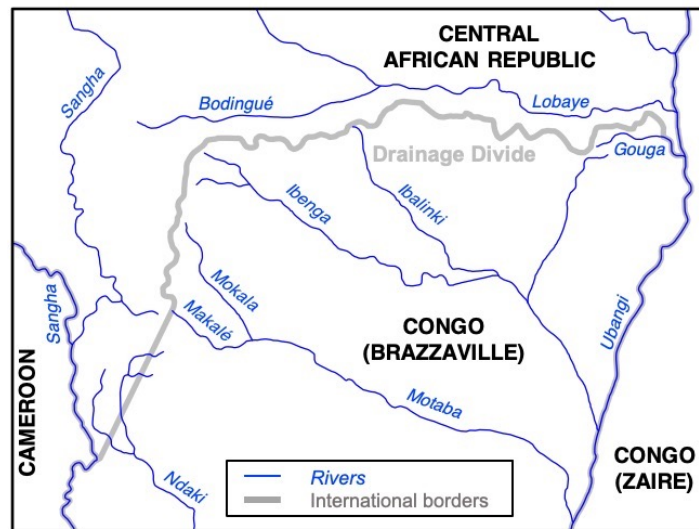 CENTRAL
AFRICAN REPUBLIC
Sangha
Bodingué
Lobaye
Drainage Divide
Gouga
Ibenga
Ibalinki
Sangha
Mokala
Makalé
CONGO
(BRAZZAVILLE)
Ubangi
CAMEROON
Motaba
CONGO
(ZAIRE)
Ndaki
Rivers
International borders